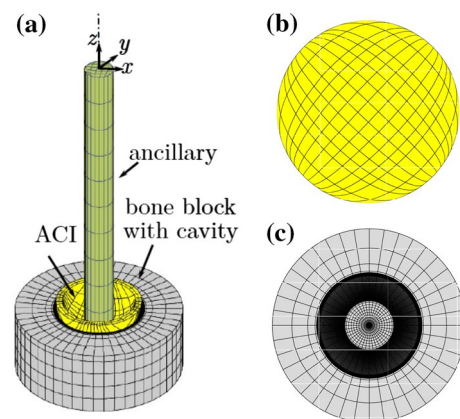 (a)
z
y
x
ancillary
bone block
with cavity
ACI
(b)
(c)